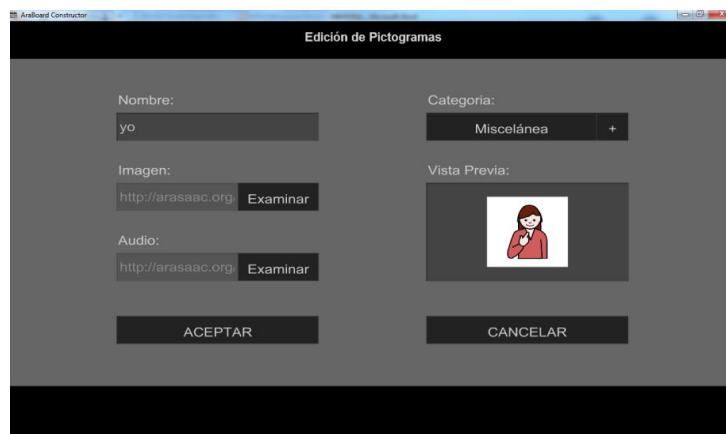 AraBoard Constructor
Edición de Pictogramas
Nombre:
yo
Categoria:
Miscelánea +
Imagen:
http://arasaac.org/ Examinar
Vista Previa:
Audio:
http://arasaac.org/ Examinar
ACEPTAR
CANCELAR